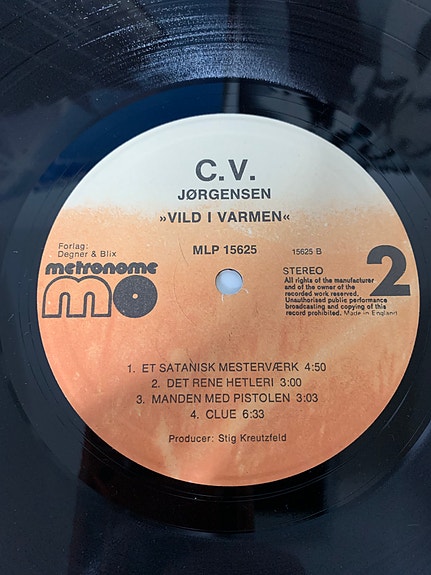 C.V.
JØRGENSEN
»VILD I VARMEN«
Forlag:
Degner & Blix
MLP 15625
15625 B
metronome
mo
STEREO
2
All rights of the manufacturer
and of the owner of the
recorded work reserved.
Unauthorised public performance
broadcasting and copying of this
record prohibited. Made in England
1. ET SATANISK MESTERVÆRK 4:50
2. DET RENE HETLERI 3:00
3. MANDEN MED PISTOLEN 3:03
4. CLUE 6:33
Producer: Stig Kreutzfeld